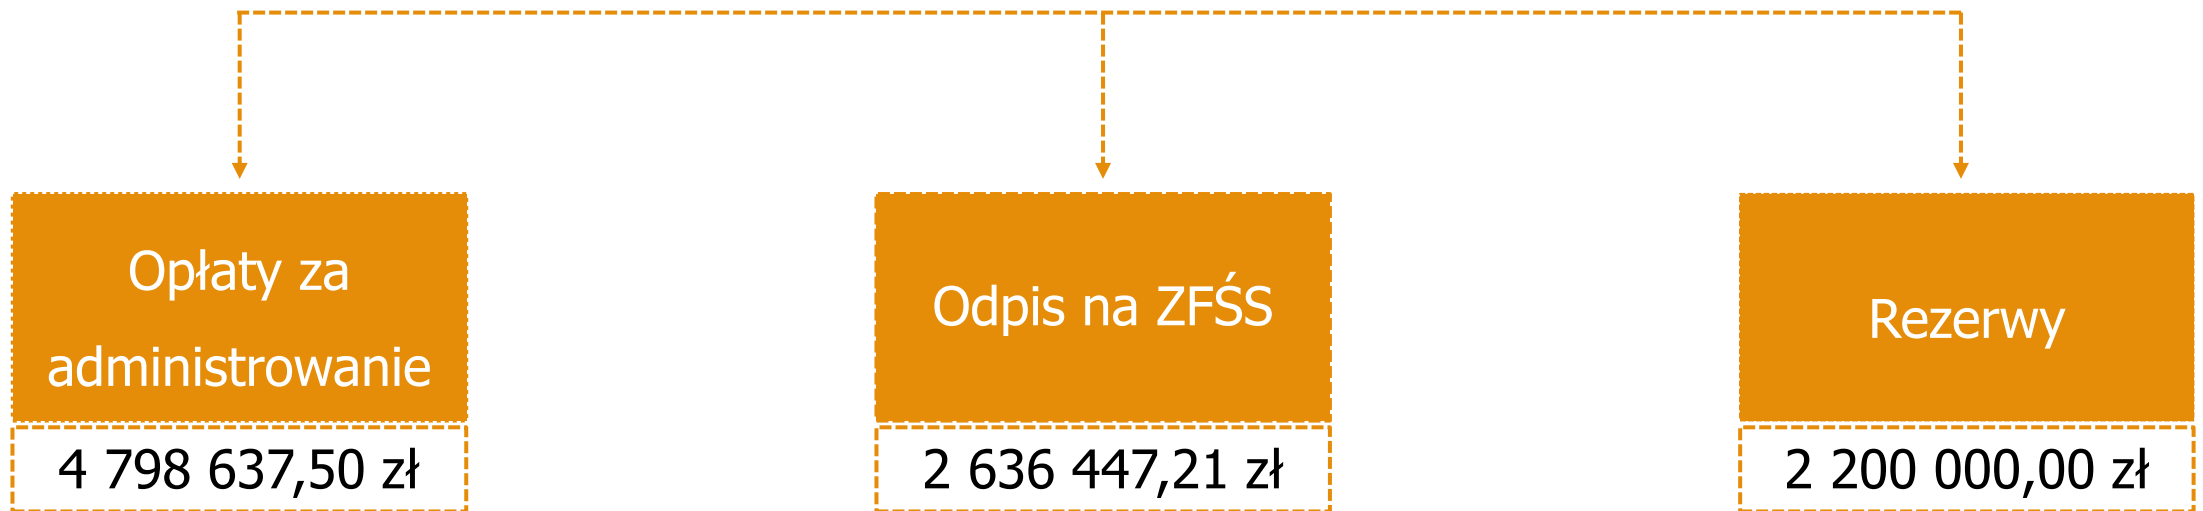 Opłaty za
administrowanie
4 798 637,50 zł
Odpis na ZFŚS
2 636 447,21 zł
Rezerwy
2 200 000,00 zł